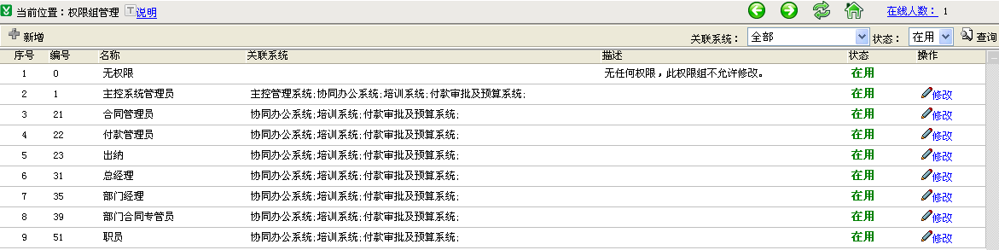 当前位置：权限组管理 T说明 在线人数： 1
新增 关联系统： 全部 状态： 在用 查询
序号 编号 名称 关联系统 描述 状态 操作
1 0 无权限 无任何权限，此权限组不允许修改。 在用
2 1 主控系统管理员 主控管理系统;协同办公系统;培训系统;付款审批及预算系统; 在用 修改
3 21 合同管理员 协同办公系统;培训系统;付款审批及预算系统; 在用 修改
4 22 付款管理员 协同办公系统;培训系统;付款审批及预算系统; 在用 修改
5 23 出纳 协同办公系统;培训系统;付款审批及预算系统; 在用 修改
6 31 总经理 协同办公系统;培训系统;付款审批及预算系统; 在用 修改
7 35 部门经理 协同办公系统;培训系统;付款审批及预算系统; 在用 修改
8 39 部门合同专管员 协同办公系统;培训系统;付款审批及预算系统; 在用 修改
9 51 职员 协同办公系统;培训系统;付款审批及预算系统; 在用 修改